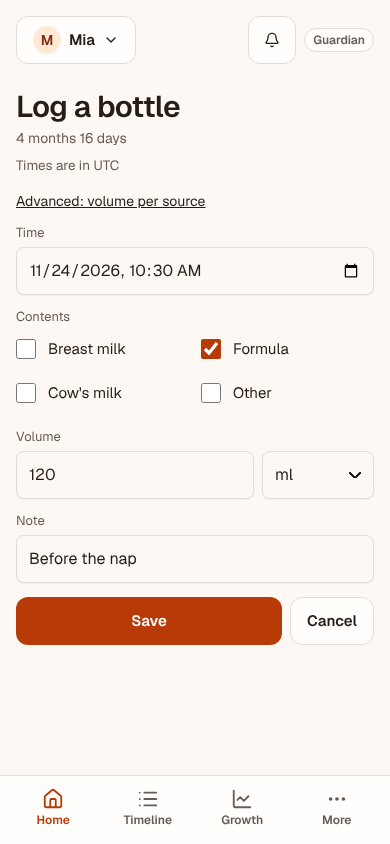 M Mia Guardian
Log a bottle
4 months 16 days
Times are in UTC
Advanced: volume per source
Time
11/24/2026, 10:30 AM
Contents
Breast milk Formula
Cow's milk Other
Volume
120 ml
Note
Before the nap
Save Cancel
Home Timeline Growth More